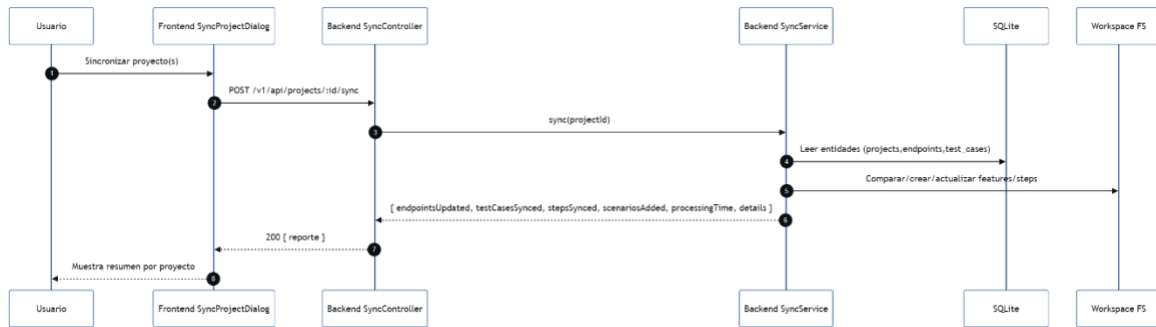 Usuario
Frontend SyncProjectDialog
Backend SyncController
Backend SyncService
SQLite
Workspace FS
1
Sincronizar proyecto(s)
2
POST /v1/api/projects/:id/sync
3
sync(projectId)
4
Leer entidades (projects,endpoints,test_cases)
5
Comparar/crear/actualizar features/steps
6
{ endpointsUpdated, testCasesSynced, stepsSynced, scenariosAdded, processingTime, details }
7
200 { reporte }
8
Muestra resumen por proyecto
Usuario
Frontend SyncProjectDialog
Backend SyncController
Backend SyncService
SQLite
Workspace FS